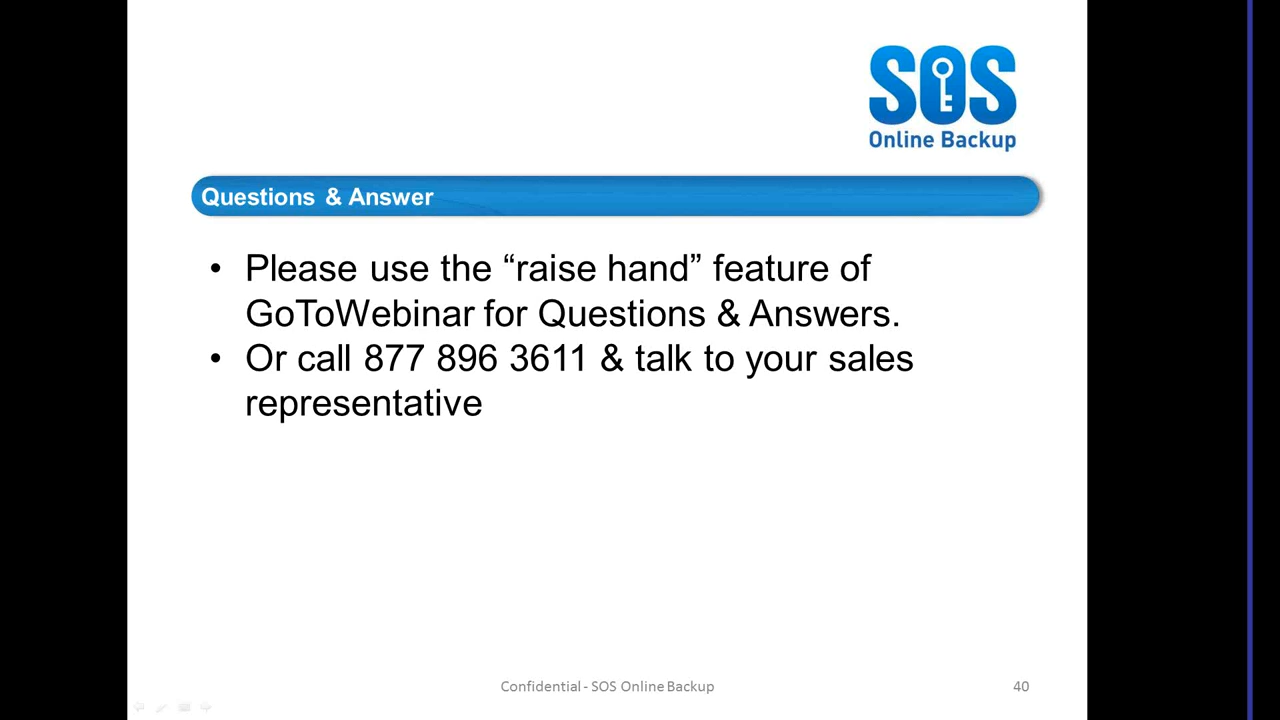 SOS
Online Backup
Questions & Answer
• Please use the “raise hand” feature of
GoToWebinar for Questions & Answers.
• Or call 877 896 3611 & talk to your sales
representative
Confidential - SOS Online Backup
40